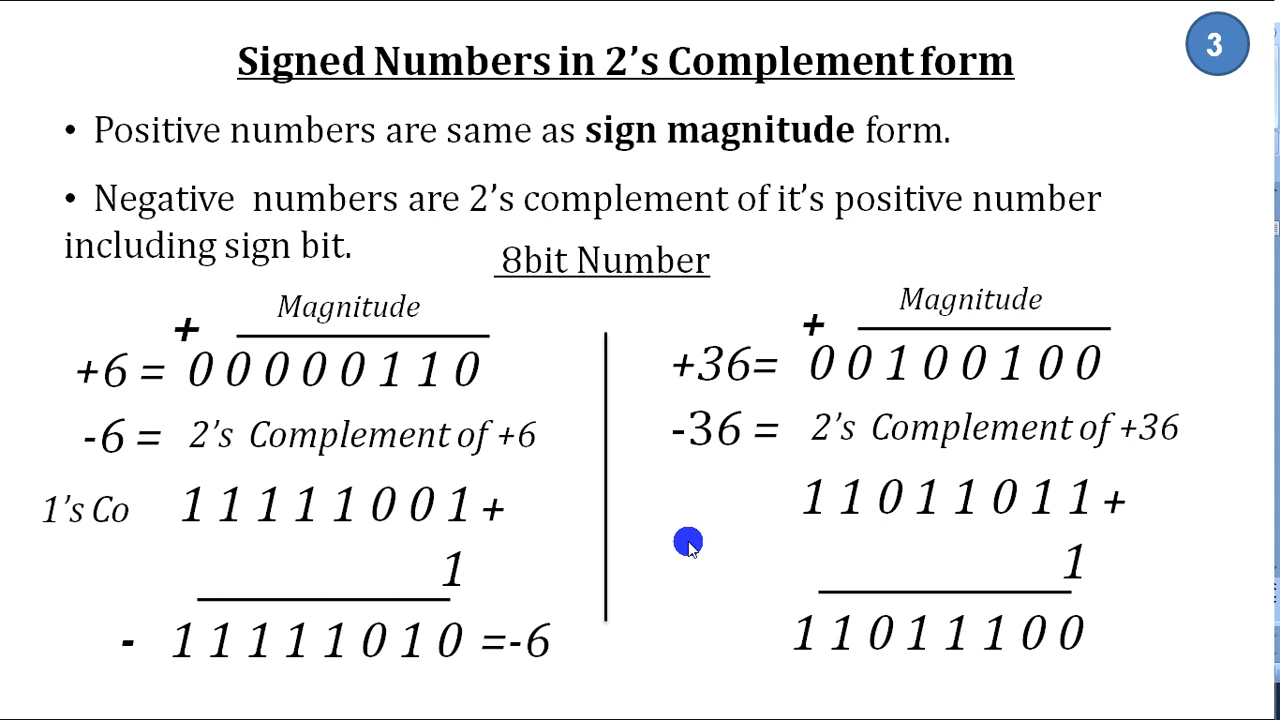 3
Signed Numbers in 2's Complement form
• Positive numbers are same as sign magnitude form.
• Negative numbers are 2's complement of it's positive number
including sign bit.
8bit Number
Magnitude
+
+6 = 0 0 0 0 0 1 1 0
-6 = 2's Complement of +6
1's Co 1 1 1 1 1 0 0 1 +
1
- 1 1 1 1 1 0 1 0 =-6
Magnitude
+
+36= 0 0 1 0 0 1 0 0
-36 = 2's Complement of +36
1 1 0 1 1 0 1 1 +
1
1 1 0 1 1 1 0 0